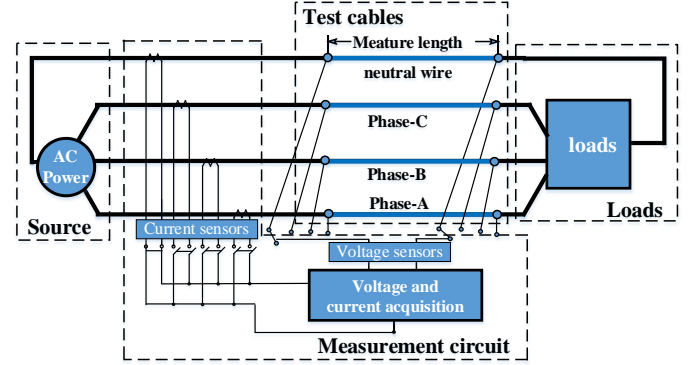 Test cables
Meature length
neutral wire
Phase-C
AC
Power
loads
Phase-B
Phase-A
Source
Current sensors
Loads
Voltage sensors
Voltage and
current acquisition
Measurement circuit